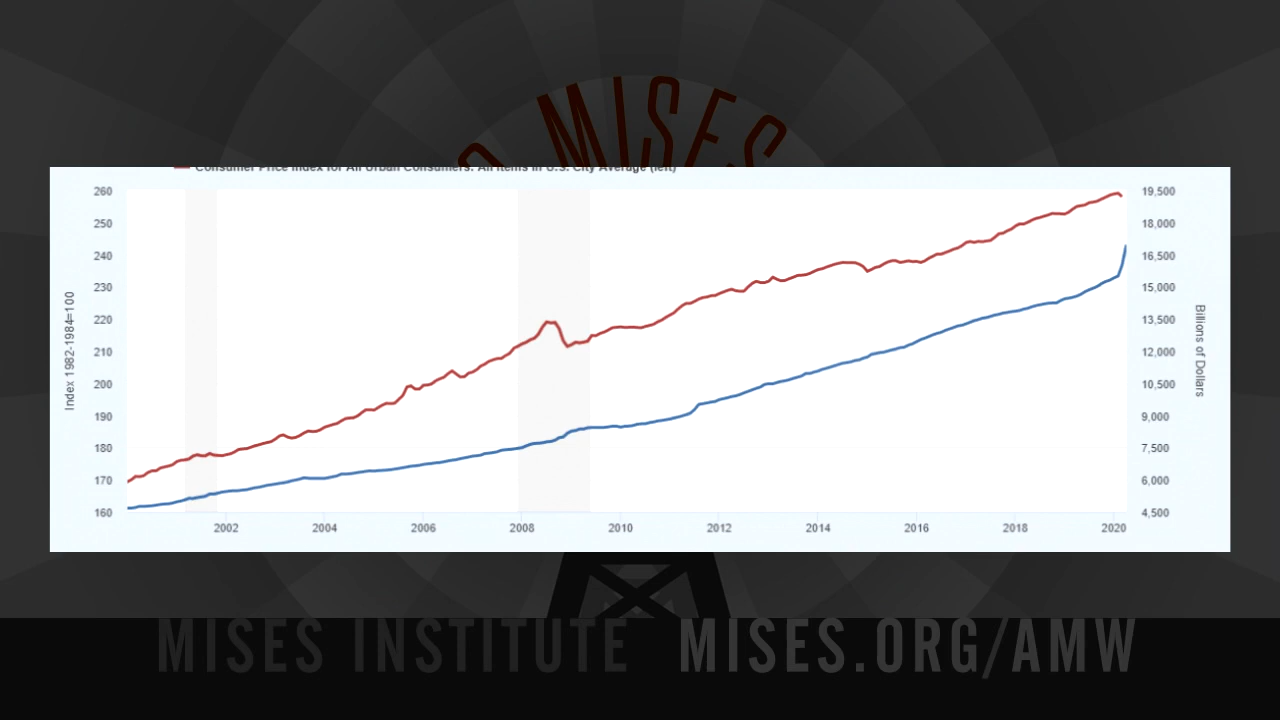 MISES
Consumer Price Index for All Urban Consumers: All Items in U.S. City Average (left)
260 19,500
250 18,000
240 16,500
230 15,000
220 13,500
210 12,000
200 10,500
190 9,000
180 7,500
170 6,000
160 4,500
Index 1982-1984=100
Billions of Dollars
2002 2004 2006 2008 2010 2012 2014 2016 2018 2020
MISES INSTITUTE MISES.ORG/AMW